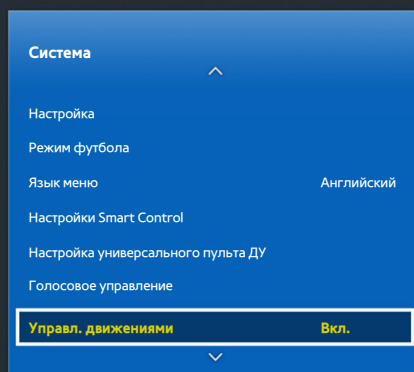 Система
Настройка
Режим футбола
Язык меню Английский
Настройки Smart Control
Настройка универсального пульта ДУ
Голосовое управление
Управл. движениями Вкл.